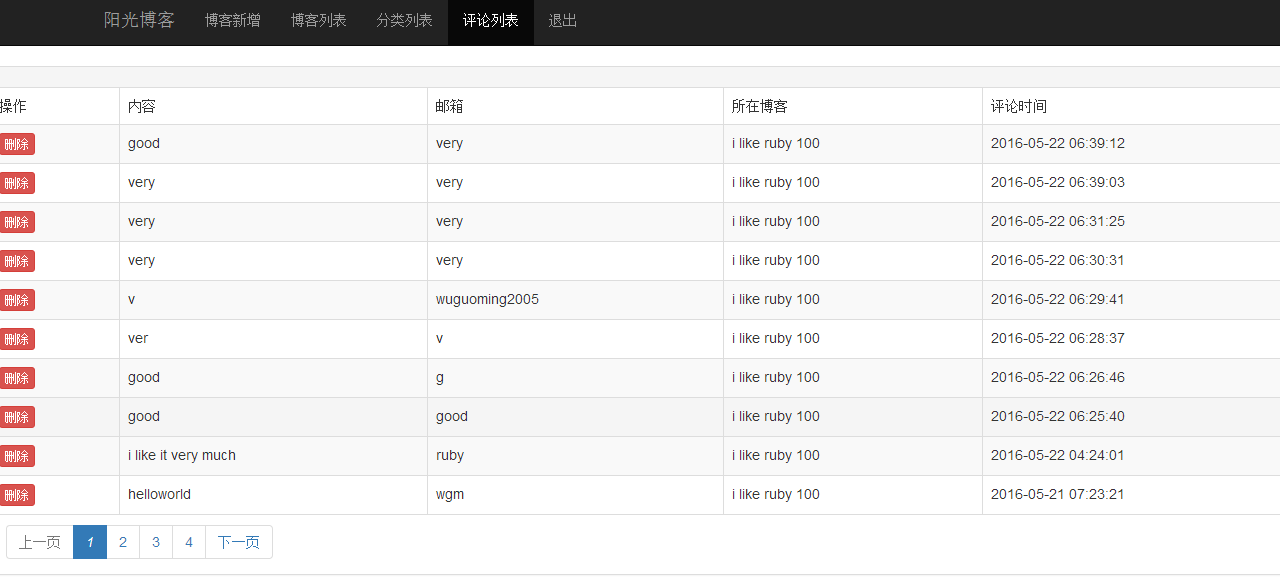 阳光博客 博客新增 博客列表 分类列表 评论列表 退出
操作 内容 邮箱 所在博客 评论时间
删除 good very i like ruby 100 2016-05-22 06:39:12
删除 very very i like ruby 100 2016-05-22 06:39:03
删除 very very i like ruby 100 2016-05-22 06:31:25
删除 very very i like ruby 100 2016-05-22 06:30:31
删除 v wuguoming2005 i like ruby 100 2016-05-22 06:29:41
删除 ver v i like ruby 100 2016-05-22 06:28:37
删除 good g i like ruby 100 2016-05-22 06:26:46
删除 good good i like ruby 100 2016-05-22 06:25:40
删除 i like it very much ruby i like ruby 100 2016-05-22 04:24:01
删除 helloworld wgm i like ruby 100 2016-05-21 07:23:21
上一页 1 2 3 4 下一页